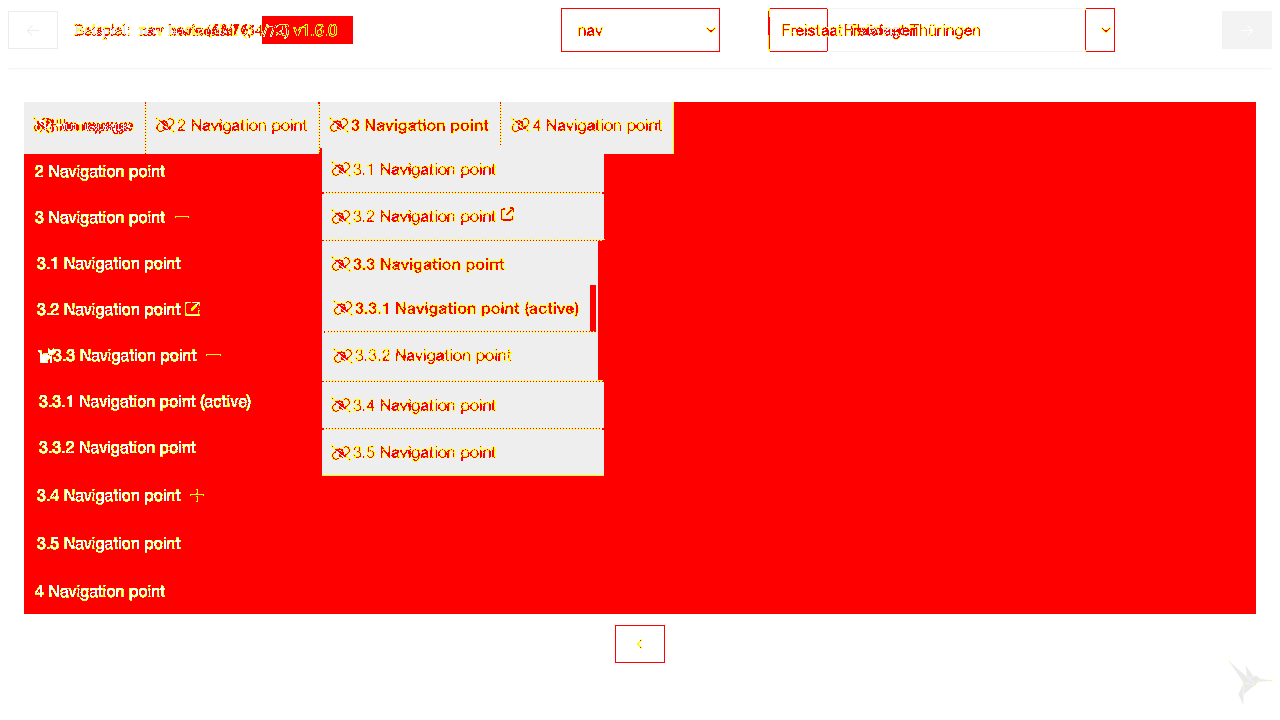 Beispiel: nav v1.6.0
nav
Freistaat Thüringen
Homepage
2 Navigation point
3 Navigation point
4 Navigation point
2 Navigation point
3 Navigation point
3.1 Navigation point
3.2 Navigation point
3.3 Navigation point
3.3.1 Navigation point (active)
3.3.2 Navigation point
3.4 Navigation point
3.5 Navigation point
4 Navigation point
3.1 Navigation point
3.2 Navigation point
3.3 Navigation point
3.3.1 Navigation point (active)
3.3.2 Navigation point
3.4 Navigation point
3.5 Navigation point